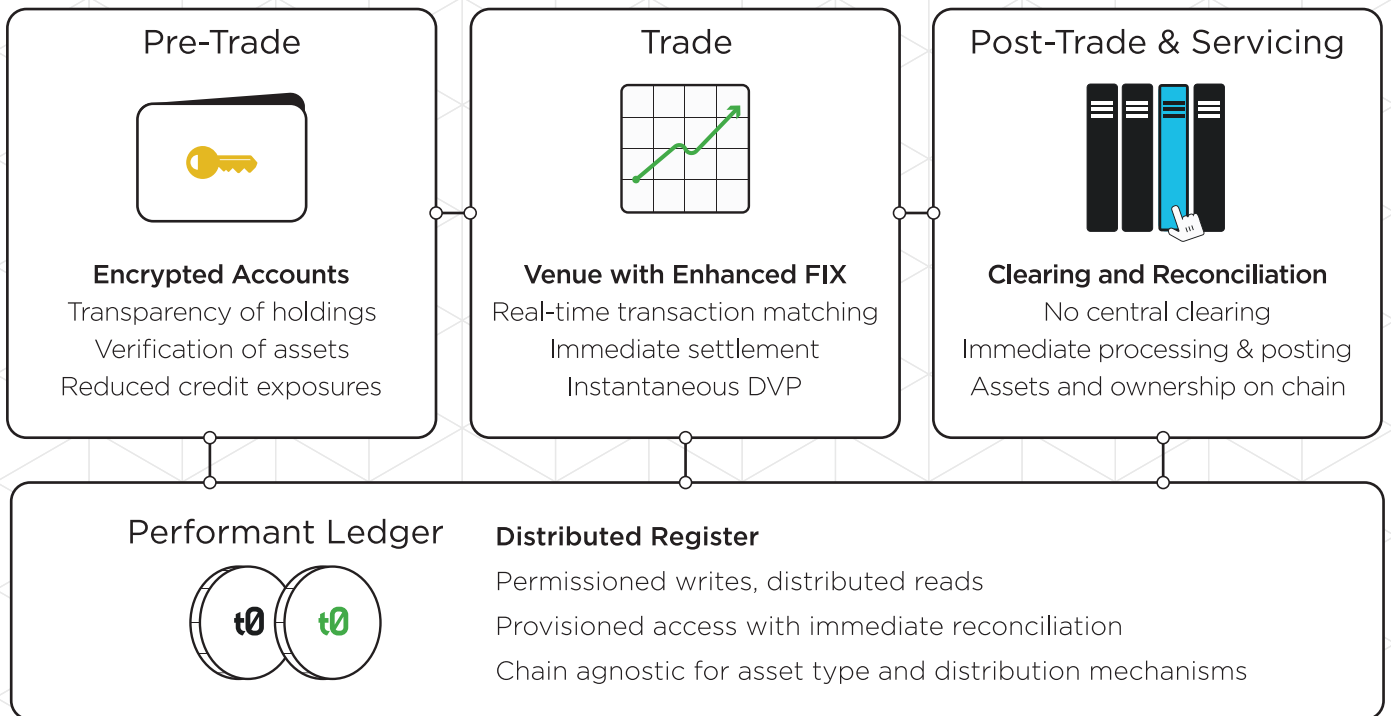 Pre-Trade
Encrypted Accounts
Transparency of holdings
Verification of assets
Reduced credit exposures
Trade
Venue with Enhanced FIX
Real-time transaction matching
Immediate settlement
Instantaneous DVP
Post-Trade & Servicing
Clearing and Reconciliation
No central clearing
Immediate processing & posting
Assets and ownership on chain
Performant Ledger
t0 t0
Distributed Register
Permissioned writes, distributed reads
Provisioned access with immediate reconciliation
Chain agnostic for asset type and distribution mechanisms